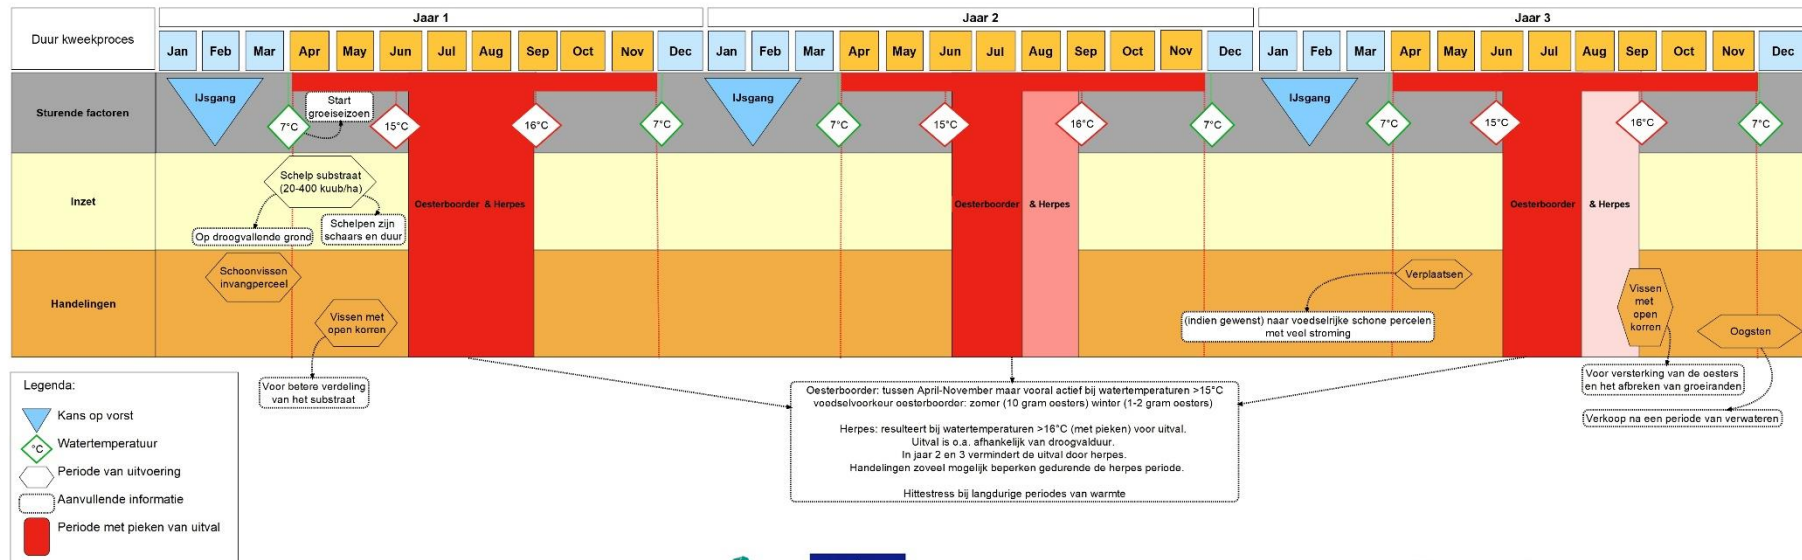 Duur kweekproces
Jaar 1
Jaar 2
Jaar 3
Jan Feb Mar Apr May Jun Jul Aug Sep Oct Nov Dec
Jan Feb Mar Apr May Jun Jul Aug Sep Oct Nov Dec
Jan Feb Mar Apr May Jun Jul Aug Sep Oct Nov Dec
Sturende factoren
IJsgang
7°C
Start
groeiseizoen
15°C
16°C
7°C
IJsgang
7°C
15°C
16°C
7°C
IJsgang
7°C
15°C
16°C
7°C
Inzet
Schelp substraat
(20-400 kuub/ha)
Op droogvallende grond
Schelpen zijn
schaars en duur
Oesterboorder & Herpes
Oesterboorder & Herpes
Oesterboorder & Herpes
Handelingen
Schoonvissen
invangperceel
Vissen met
open korren
Voor betere verdeling
van het substraat
Verplaatsen
(indien gewenst) naar voedselrijke schone percelen
met veel stroming
Vissen
met
open
korren
Oogsten
Voor versterking van de oesters
en het afbreken van groeiranden
Verkoop na een periode van verwateren
Oesterboorder: tussen April-November maar vooral actief bij watertemperaturen >15°C
voedselvoorkeur oesterboorder: zomer (10 gram oesters) winter (1-2 gram oesters)
Herpes: resulteert bij watertemperaturen >16°C (met pieken) voor uitval.
Uitval is o.a. afhankelijk van droogvalduur.
In jaar 2 en 3 vermindert de uitval door herpes.
Handelingen zoveel mogelijk beperken gedurende de herpes periode.
Hittestress bij langdurige periodes van warmte
Legenda:
Kans op vorst
°C
Watertemperatuur
Periode van uitvoering
Aanvullende informatie
Periode met pieken van uitval